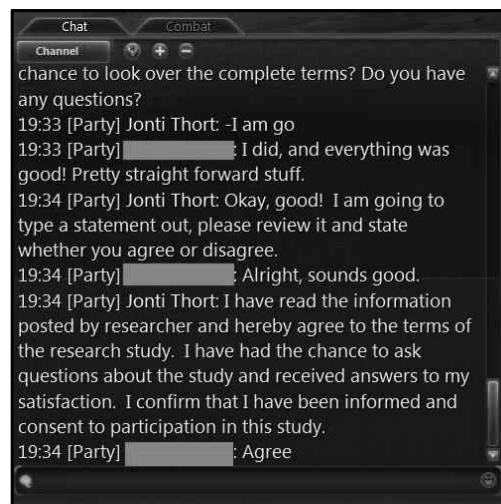 Chat Combat
Channel
chance to look over the complete terms? Do you have
any questions?
19:33 [Party] Jonti Thort: -I am go
19:33 [Party] : I did, and everything was
good! Pretty straight forward stuff.
19:34 [Party] Jonti Thort: Okay, good! I am going to
type a statement out, please review it and state
whether you agree or disagree.
19:34 [Party] : Alright, sounds good.
19:34 [Party] Jonti Thort: I have read the information
posted by researcher and hereby agree to the terms of
the research study. I have had the chance to ask
questions about the study and received answers to my
satisfaction. I confirm that I have been informed and
consent to participation in this study.
19:34 [Party] : Agree